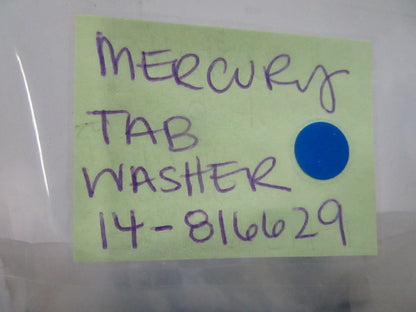 MERCURY
TAB
WASHER
14-816629